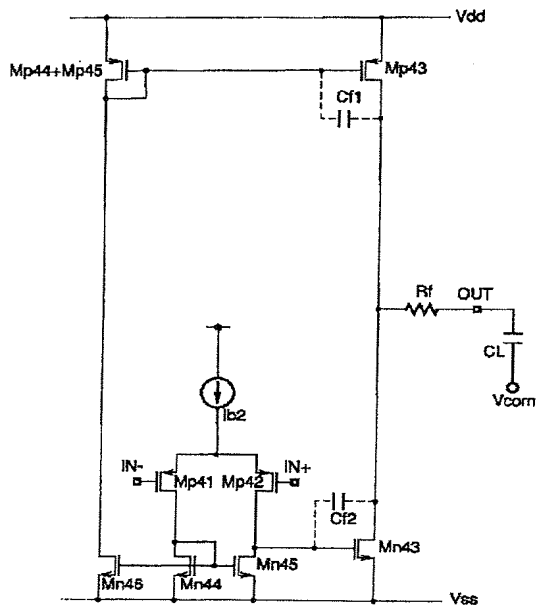 Vdd
Mp44+Mp45
Mp43
Cf1
Rf
OUT
CL
Vcom
Ib2
IN-
Mp41
Mp42
IN+
Cf2
Mn43
Mn46
Mn44
Mn45
Vss